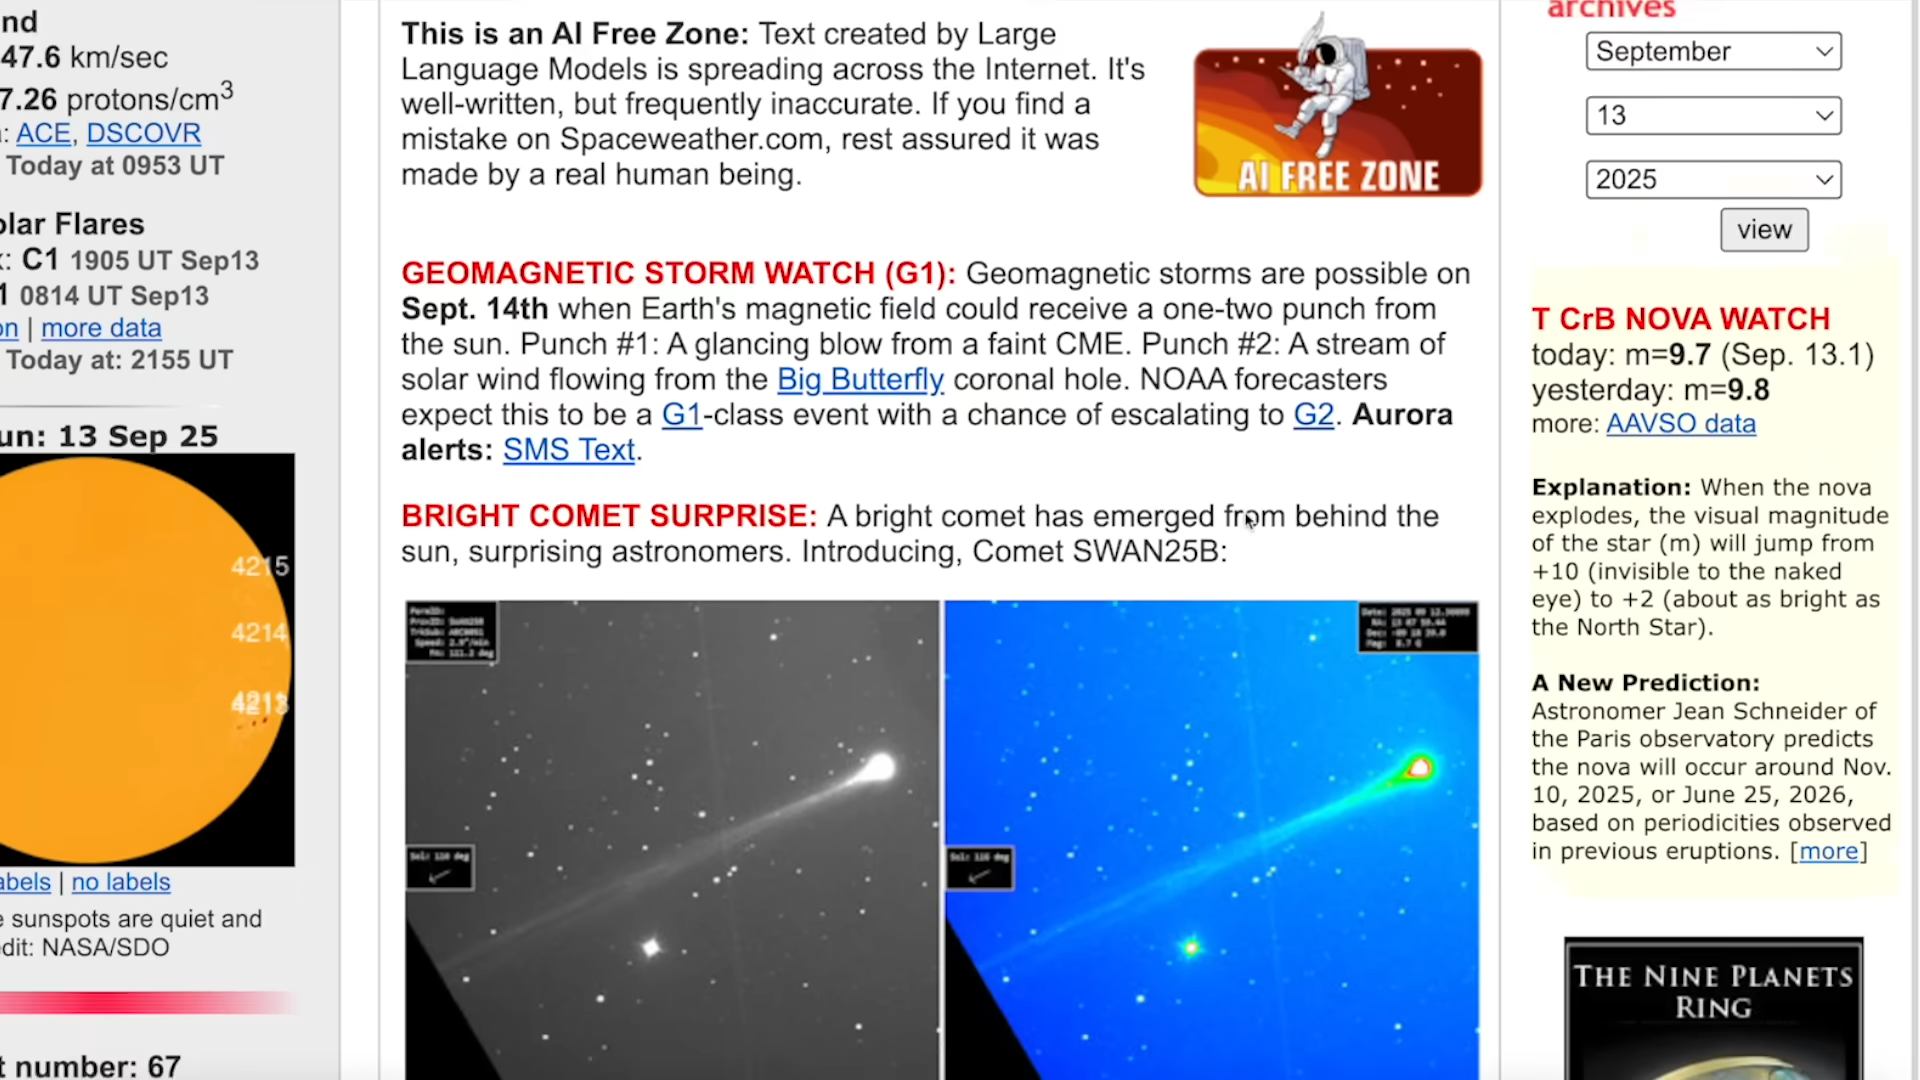 nd
47.6 km/sec
7.26 protons/cm3
: ACE, DSCOVR
Today at 0953 UT
olar Flares
: C1 1905 UT Sep13
1 0814 UT Sep13
on | more data
Today at: 2155 UT
un: 13 Sep 25
4215
4214
4213
abels | no labels
e sunspots are quiet and
edit: NASA/SDO
t number: 67
This is an AI Free Zone: Text created by Large
Language Models is spreading across the Internet. It's
well-written, but frequently inaccurate. If you find a
mistake on Spaceweather.com, rest assured it was
made by a real human being.
AI FREE ZONE
GEOMAGNETIC STORM WATCH (G1): Geomagnetic storms are possible on
Sept. 14th when Earth's magnetic field could receive a one-two punch from
the sun. Punch #1: A glancing blow from a faint CME. Punch #2: A stream of
solar wind flowing from the Big Butterfly coronal hole. NOAA forecasters
expect this to be a G1-class event with a chance of escalating to G2. Aurora
alerts: SMS Text.
BRIGHT COMET SURPRISE: A bright comet has emerged from behind the
sun, surprising astronomers. Introducing, Comet SWAN25B:
archives
September
13
2025
view
T CrB NOVA WATCH
today: m=9.7 (Sep. 13.1)
yesterday: m=9.8
more: AAVSO data
Explanation: When the nova
explodes, the visual magnitude
of the star (m) will jump from
+10 (invisible to the naked
eye) to +2 (about as bright as
the North Star).
A New Prediction:
Astronomer Jean Schneider of
the Paris observatory predicts
the nova will occur around Nov.
10, 2025, or June 25, 2026,
based on periodicities observed
in previous eruptions. [more]
THE NINE PLANETS
RING